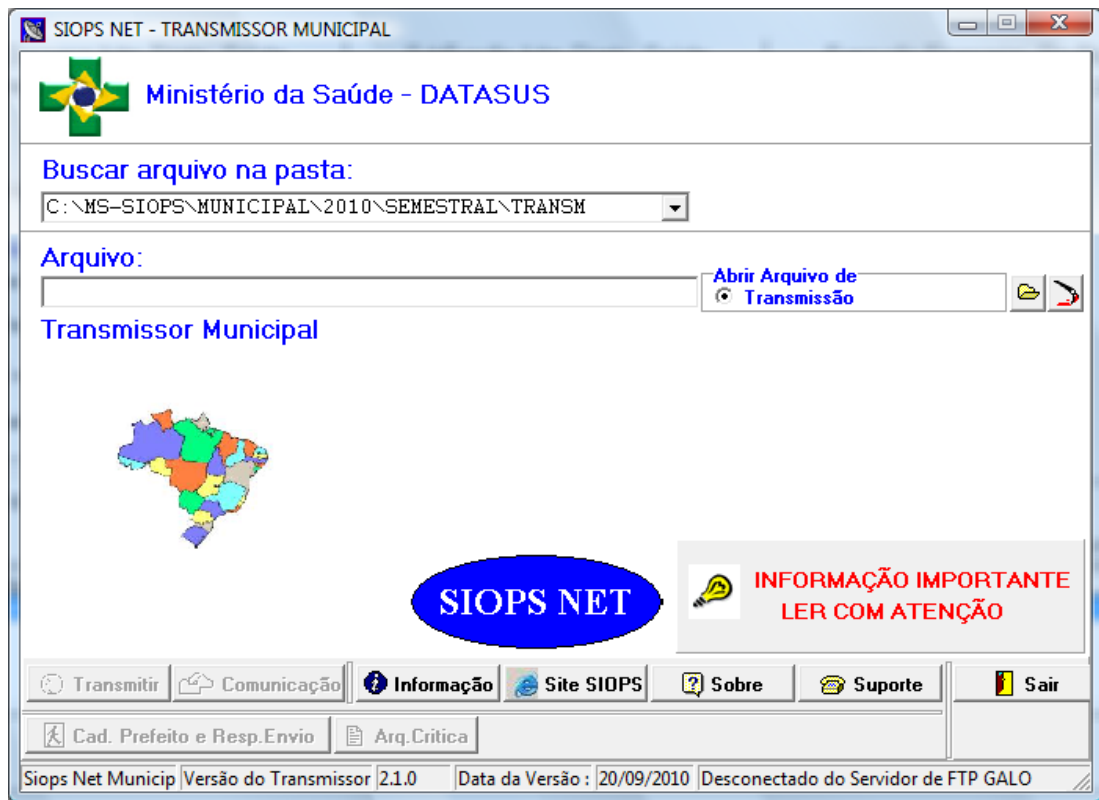 SIOPS NET - TRANSMISSOR MUNICIPAL
Ministério da Saúde - DATASUS
Buscar arquivo na pasta:
C:\MS-SIOPS\MUNICIPAL\2010\SEMESTRAL\TRANSM
Arquivo:
Abrir Arquivo de
Transmissão
Transmissor Municipal
SIOPS NET
INFORMAÇÃO IMPORTANTE
LER COM ATENÇÃO
Transmitir Comunicação Informação Site SIOPS Sobre Suporte Sair
Cad. Prefeito e Resp.Envio Arq.Critica
Siops Net Municip Versão do Transmissor 2.1.0 Data da Versão : 20/09/2010 Desconectado do Servidor de FTP GALO